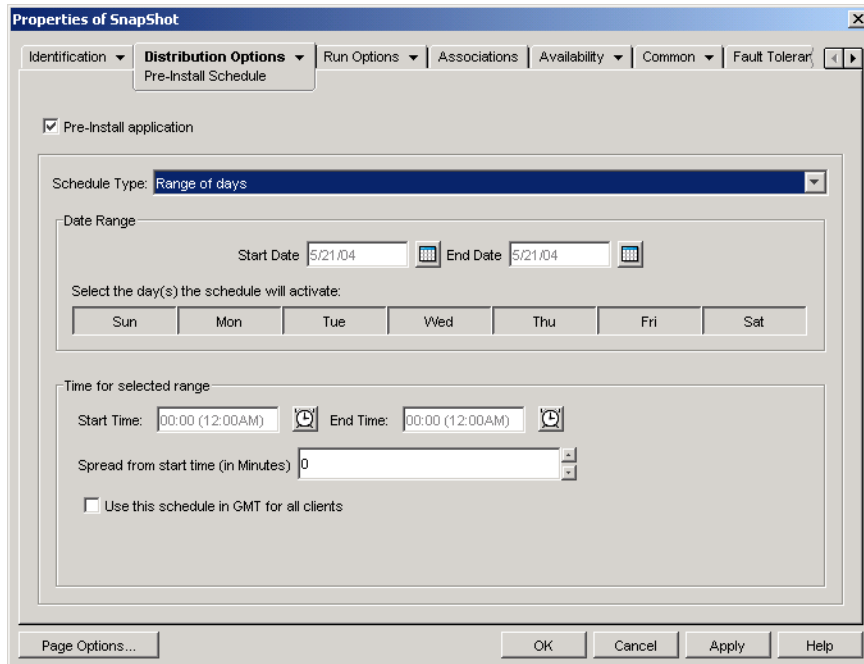 Properties of SnapShot
Identification Distribution Options Run Options Associations Availability Common Fault Toleran
Pre-Install Schedule
Pre-Install application
Schedule Type: Range of days
Date Range
Start Date 5/21/04 End Date 5/21/04
Select the day(s) the schedule will activate:
Sun Mon Tue Wed Thu Fri Sat
Time for selected range
Start Time: 00:00 (12:00AM) End Time: 00:00 (12:00AM)
Spread from start time (in Minutes) 0
Use this schedule in GMT for all clients
Page Options... OK Cancel Apply Help